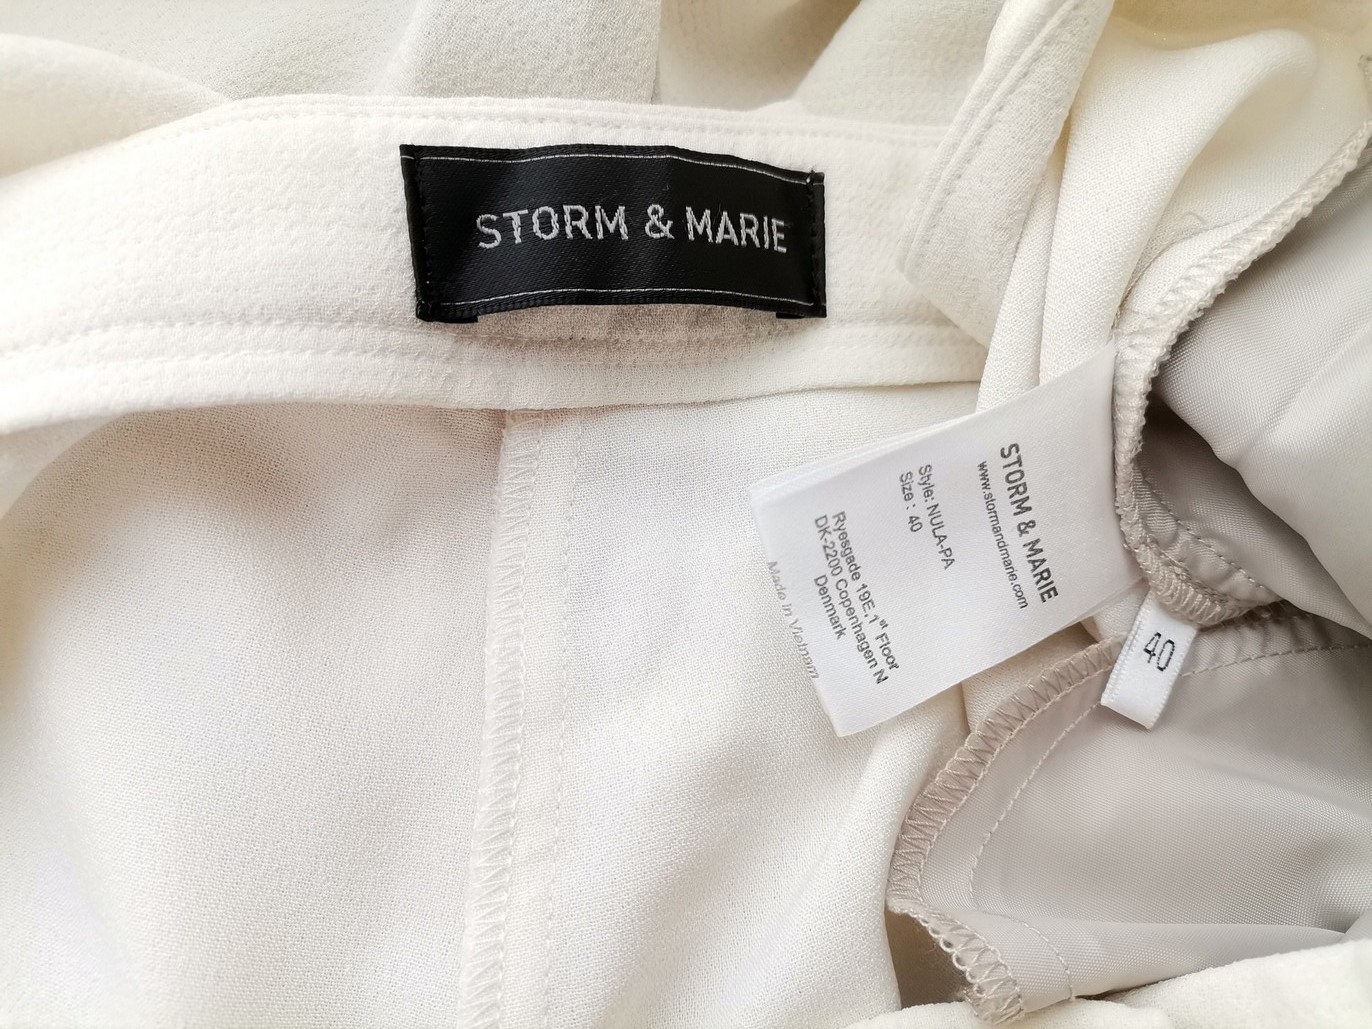 STORM & MARIE
STORM & MARIE
www.stormandmarie.com
Style: NULA-PA
Size : 40
Ryesgade 19E,1st Floor
DK-2200 Copenhagen N
Denmark
Made in Vietnam
40